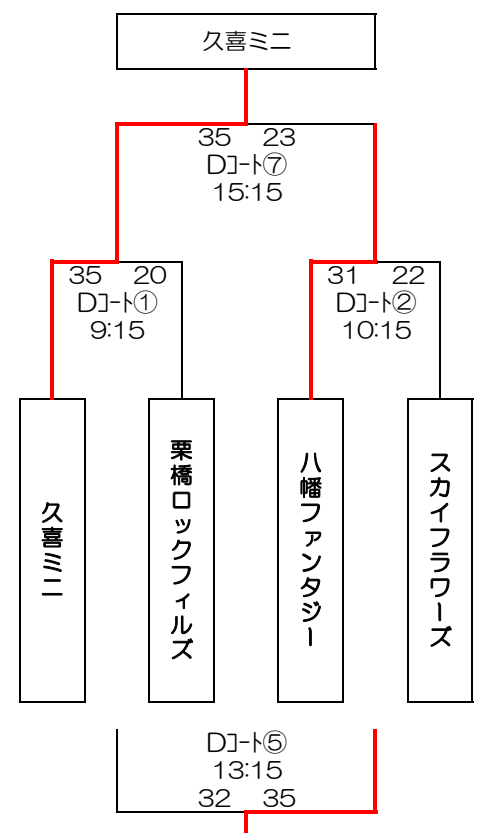 久喜ミニ
35 23
Dｺｰﾄ⑦
15:15
35 20
Dｺｰﾄ①
9:15
31 22
Dｺｰﾄ②
10:15
久喜ミニ
栗橋ロックフィルズ
八幡ファンタジー
スカイフラワーズ
Dｺｰﾄ⑤
13:15
32 35